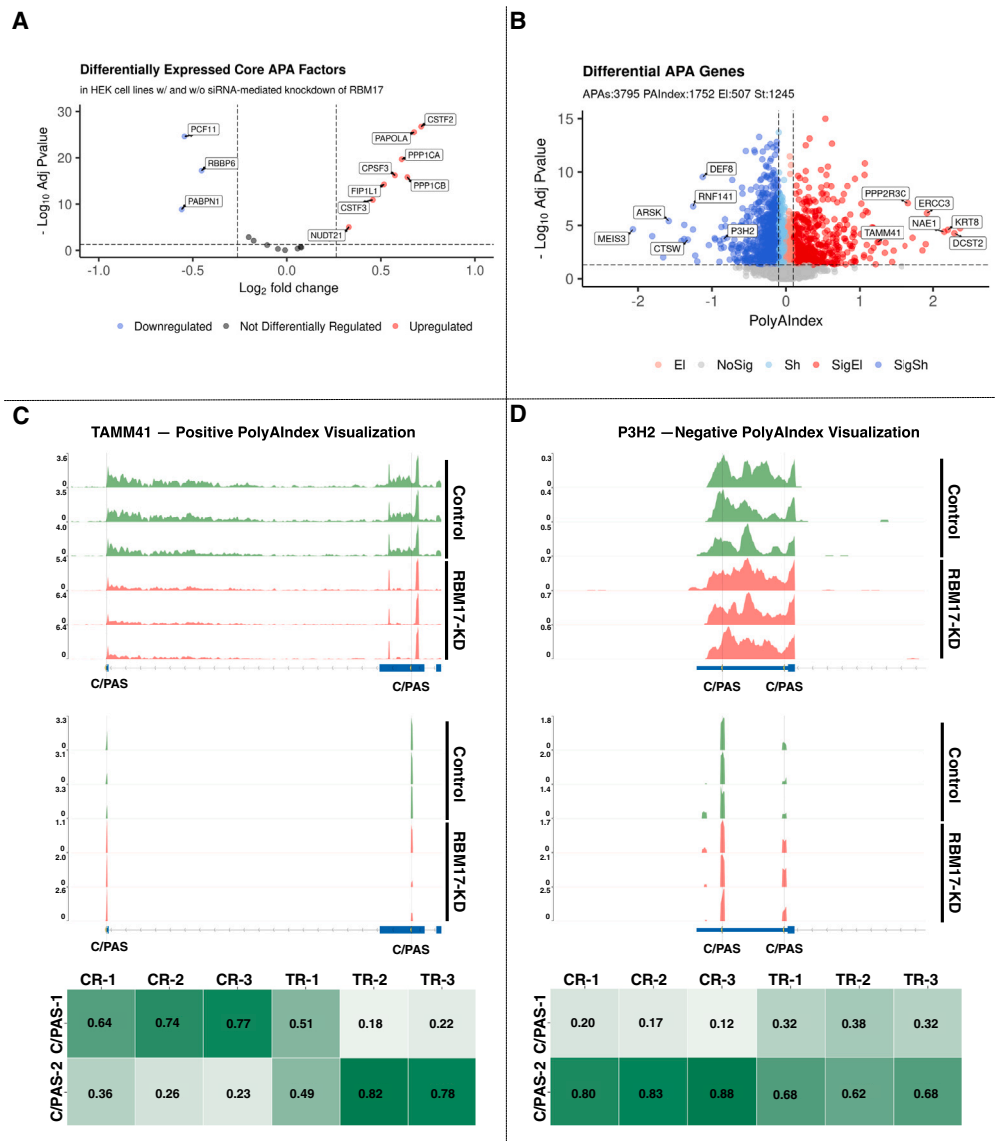 A
Differentially Expressed Core APA Factors
in HEK cell lines w/ and w/o siRNA-mediated knockdown of RBM17
- Log10 Adj Pvalue
30
20
10
0
PCF11
RBBP6
PABPN1
CSTF2
PAPOLA
PPP1CA
CPSF3
PPP1CB
FIP1L1
CSTF3
NUDT21
-1.0
-0.5
0.0
0.5
1.0
Log2 fold change
Downregulated
Not Differentially Regulated
Upregulated
B
Differential APA Genes
APAs:3795 PAIndex:1752 El:507 St:1245
- Log10 Adj Pvalue
15
10
5
0
DEF8
RNF141
ARSK
MEIS3
CTSW
P3H2
PPP2R3C
ERCC3
NAE1
KRT8
TAMM41
DCST2
-2
-1
0
1
2
PolyAIndex
El
NoSig
Sh
SigEl
SigSh
C
TAMM41 — Positive PolyAIndex Visualization
3.6
0
3.5
0
4.0
0
5.4
0
6.4
0
6.4
0
Control
RBM17-KD
C/PAS
C/PAS
3.3
0
3.1
0
3.3
0
1.1
0
2.0
0
2.6
0
Control
RBM17-KD
C/PAS
C/PAS
CR-1 CR-2 CR-3 TR-1 TR-2 TR-3
C/PAS-1
0.64 0.74 0.77 0.51 0.18 0.22
C/PAS-2
0.36 0.26 0.23 0.49 0.82 0.78
D
P3H2 —Negative PolyAIndex Visualization
0.3
0
0.4
0
0.5
0
0.7
0
0.7
0
0.6
0
Control
RBM17-KD
C/PAS
C/PAS
1.8
0
2.0
0
1.4
0
1.7
0
2.1
0
2.5
0
Control
RBM17-KD
C/PAS
C/PAS
CR-1 CR-2 CR-3 TR-1 TR-2 TR-3
C/PAS-1
0.20 0.17 0.12 0.32 0.38 0.32
C/PAS-2
0.80 0.83 0.88 0.68 0.62 0.68